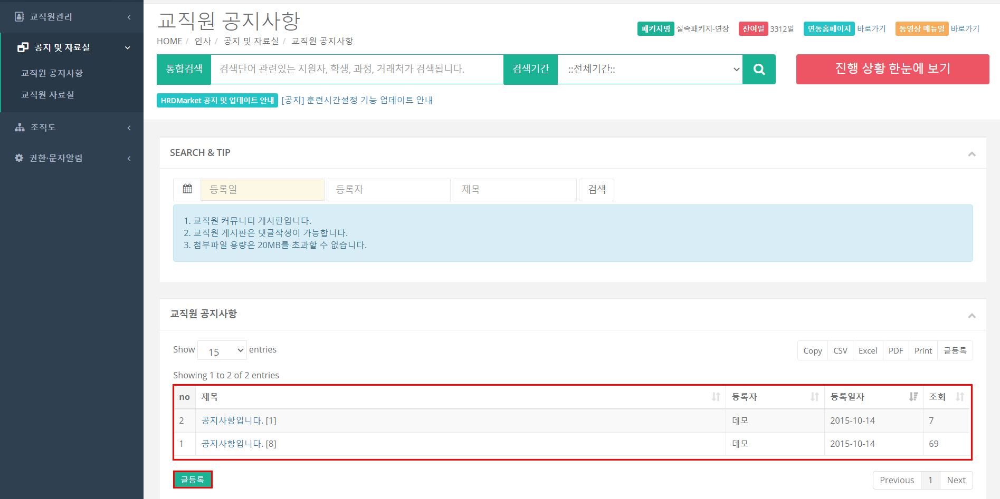 교직원관리
공지 및 자료실
교직원 공지사항
교직원 자료실
조직도
권한·문자알림
교직원 공지사항
HOME / 인사 / 공지 및 자료실 / 교직원 공지사항
패키지명 실속패키지-연장 잔여일 3312일 연동홈페이지 바로가기 동영상 메뉴얼 바로가기
통합검색 검색단어 관련있는 지원자, 학생, 과정, 거래처가 검색됩니다. 검색기간 ::전체기간::
진행 상황 한눈에 보기
HRDMarket 공지 및 업데이트 안내 [공지] 훈련시간설정 기능 업데이트 안내
SEARCH & TIP
등록일 등록자 제목 검색
1. 교직원 커뮤니티 게시판입니다.
2. 교직원 게시판은 댓글작성이 가능합니다.
3. 첨부파일 용량은 20MB를 초과할 수 없습니다.
교직원 공지사항
Show 15 entries
Copy CSV Excel PDF Print 글등록
Showing 1 to 2 of 2 entries
no 제목 등록자 등록일자 조회
2 공지사항입니다. [1] 데모 2015-10-14 7
1 공지사항입니다. [8] 데모 2015-10-14 69
글등록
Previous 1 Next